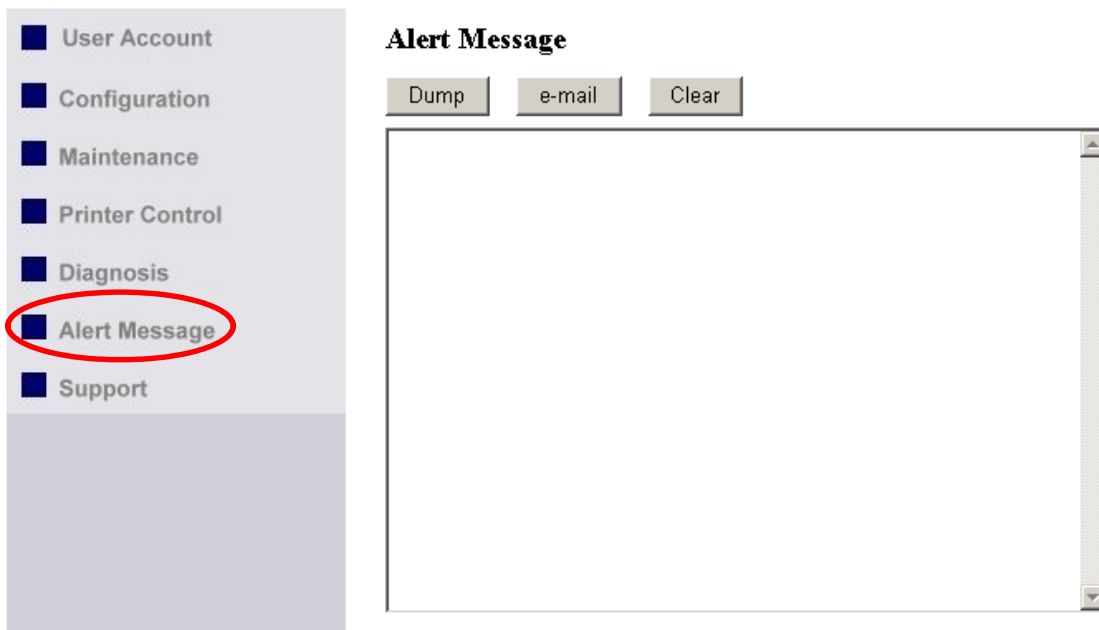 User Account
Configuration
Maintenance
Printer Control
Diagnosis
Alert Message
Support
Alert Message
Dump e-mail Clear